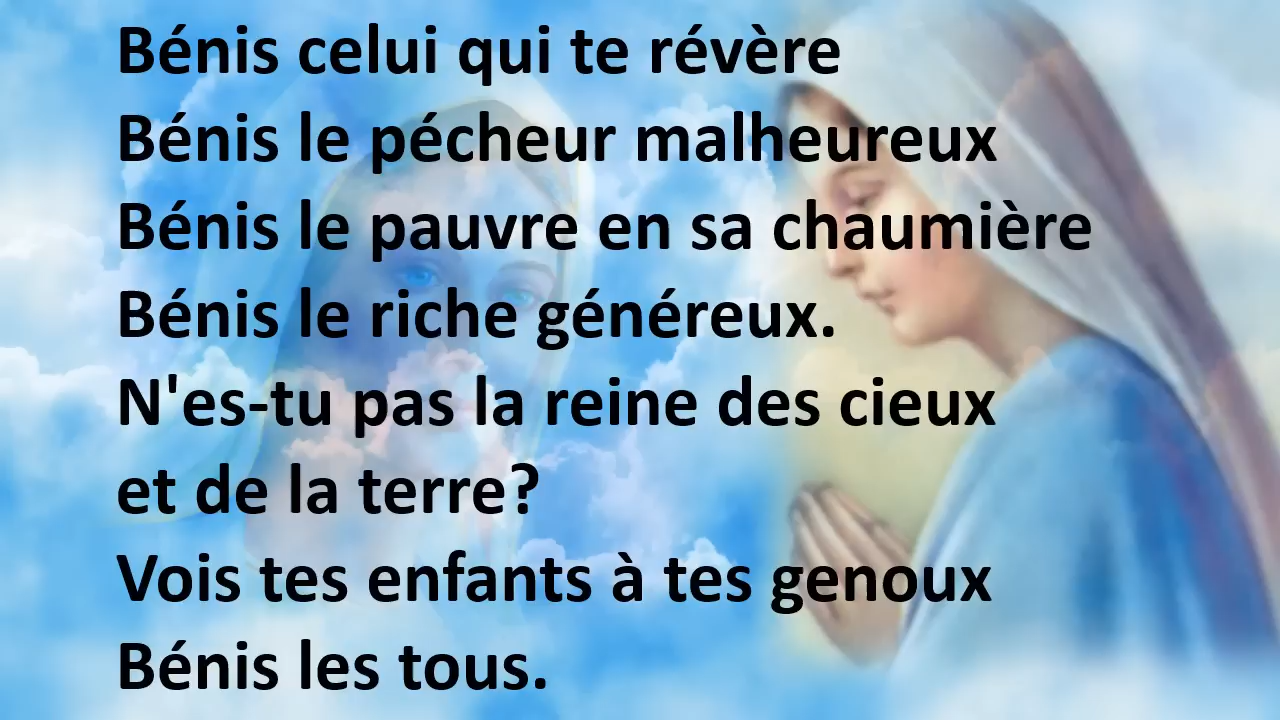 Bénis celui qui te révère
Bénis le pécheur malheureux
Bénis le pauvre en sa chaumière
Bénis le riche généreux.
N'es-tu pas la reine des cieux
et de la terre?
Vois tes enfants à tes genoux
Bénis les tous.